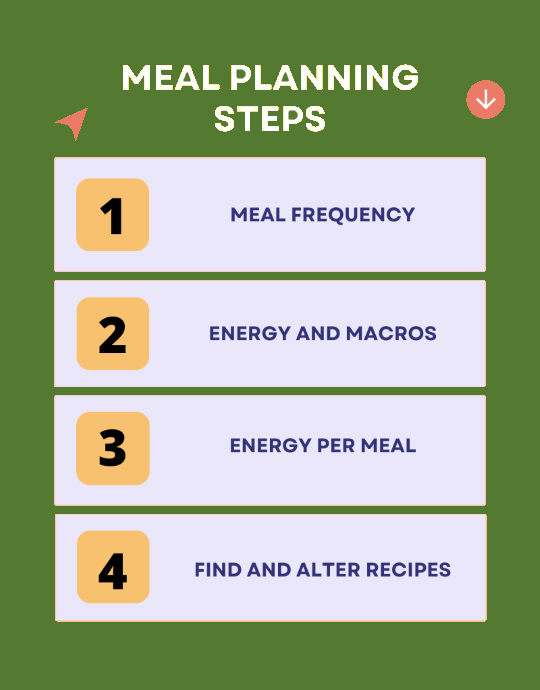 MEAL PLANNING
STEPS
1
MEAL FREQUENCY
2
ENERGY AND MACROS
3
ENERGY PER MEAL
4
FIND AND ALTER RECIPES